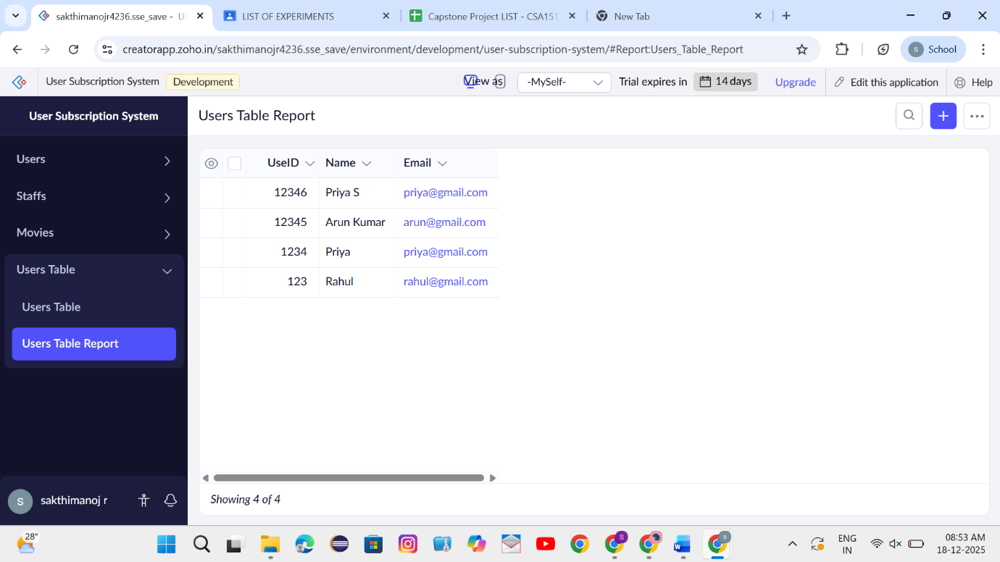 sakthimanojr4236.sse_save - Us
LIST OF EXPERIMENTS
Capstone Project LIST - CSA151
New Tab
creatorapp.zoho.in/sakthimanojr4236.sse_save/environment/development/user-subscription-system/#Report:Users_Table_Report
S School
User Subscription System Development
View as -MySelf- Trial expires in 14 days Upgrade Edit this application Help
User Subscription System
Users Table Report
Users
Staffs
Movies
Users Table
Users Table
Users Table Report
UseID Name Email
12346 Priya S priya@gmail.com
12345 Arun Kumar arun@gmail.com
1234 Priya priya@gmail.com
123 Rahul rahul@gmail.com
Showing 4 of 4
S sakthimanoj r
28°
ENG
IN
08:53 AM
18-12-2025